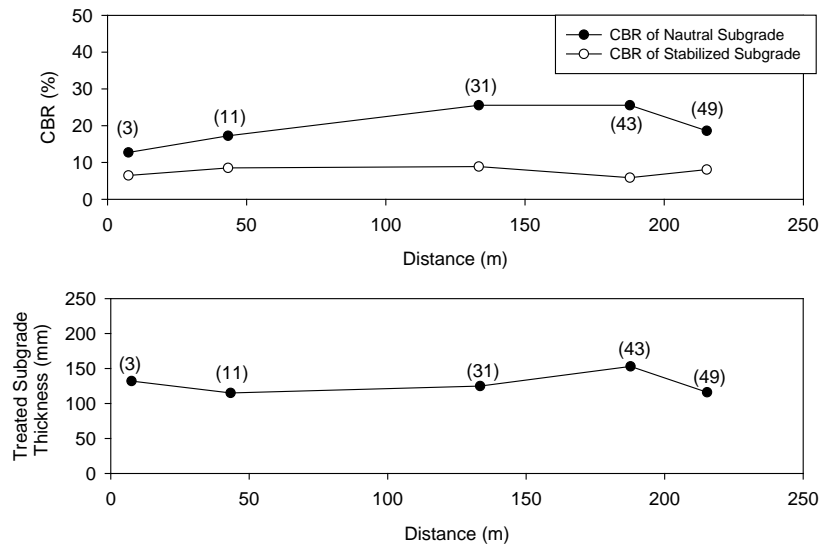 50
40
30
20
10
0
CBR (%)
CBR of Nautral Subgrade
CBR of Stabilized Subgrade
(3)
(11)
(31)
(43)
(49)
0 50 100 150 200 250
Distance (m)
250
200
150
100
50
0
Treated Subgrade
Thickness (mm)
(3)
(11)
(31)
(43)
(49)
0 50 100 150 200 250
Distance (m)